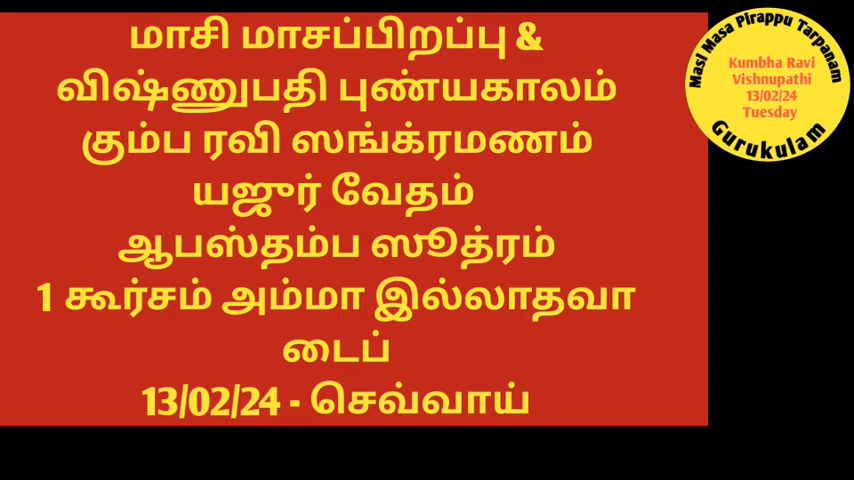 மாசி மாசப்பிறப்பு &
விஷ்ணுபதி புண்யகாலம்
கும்ப ரவி ஸங்க்ரமணம்
யஜுர் வேதம்
ஆபஸ்தம்ப ஸூத்ரம்
1 கூர்சம் அம்மா இல்லாதவா
டைப்
13/02/24 - செவ்வாய்
Masi Masa Pirappu Tarpanam
Kumbha Ravi
Vishnupathi
13/02/24
Tuesday
Gurukulam